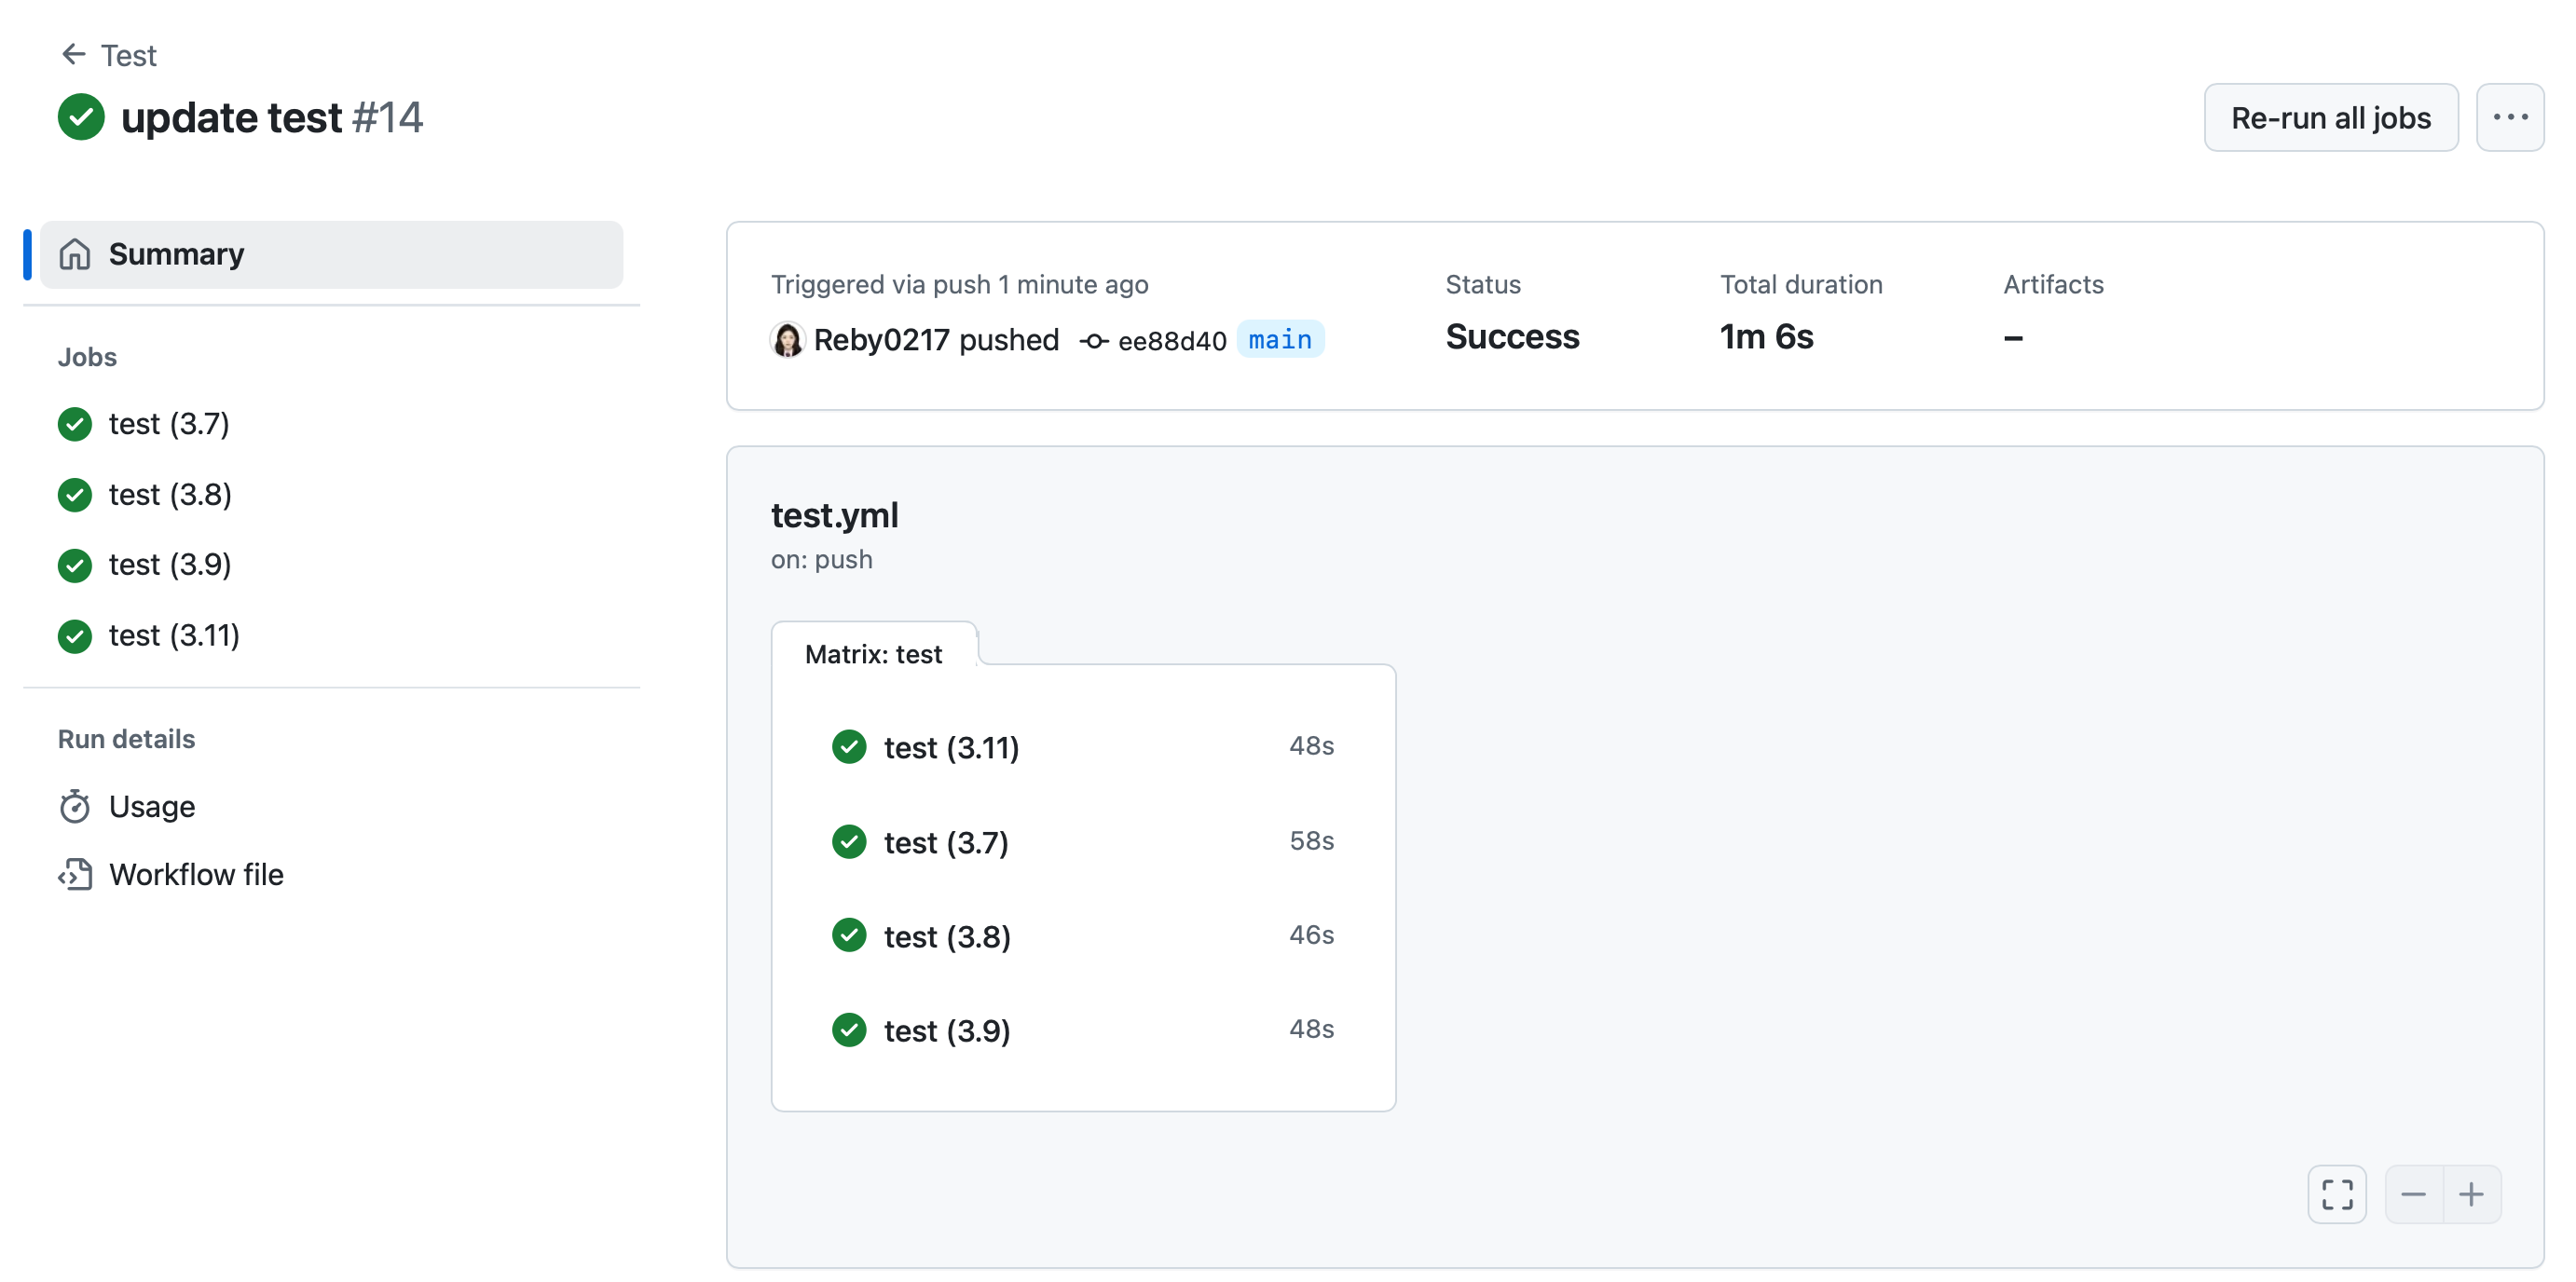 Test
update test #14
Re-run all jobs
Summary
Jobs
test (3.7)
test (3.8)
test (3.9)
test (3.11)
Run details
Usage
Workflow file
Triggered via push 1 minute ago
Reby0217 pushed ee88d40 main
Status
Success
Total duration
1m 6s
Artifacts
–
test.yml
on: push
Matrix: test
test (3.11) 48s
test (3.7) 58s
test (3.8) 46s
test (3.9) 48s